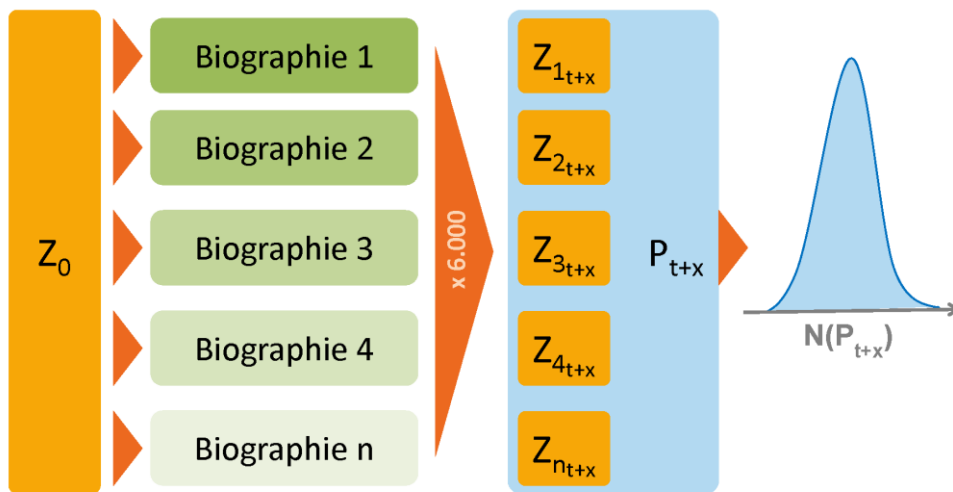 Z₀
Biographie 1
Biographie 2
Biographie 3
Biographie 4
Biographie n
x 6.000
Z₁ₜ₊ₓ
Z₂ₜ₊ₓ
Z₃ₜ₊ₓ
Z₄ₜ₊ₓ
Zₙₜ₊ₓ
Pₜ₊ₓ
N(Pₜ₊ₓ)